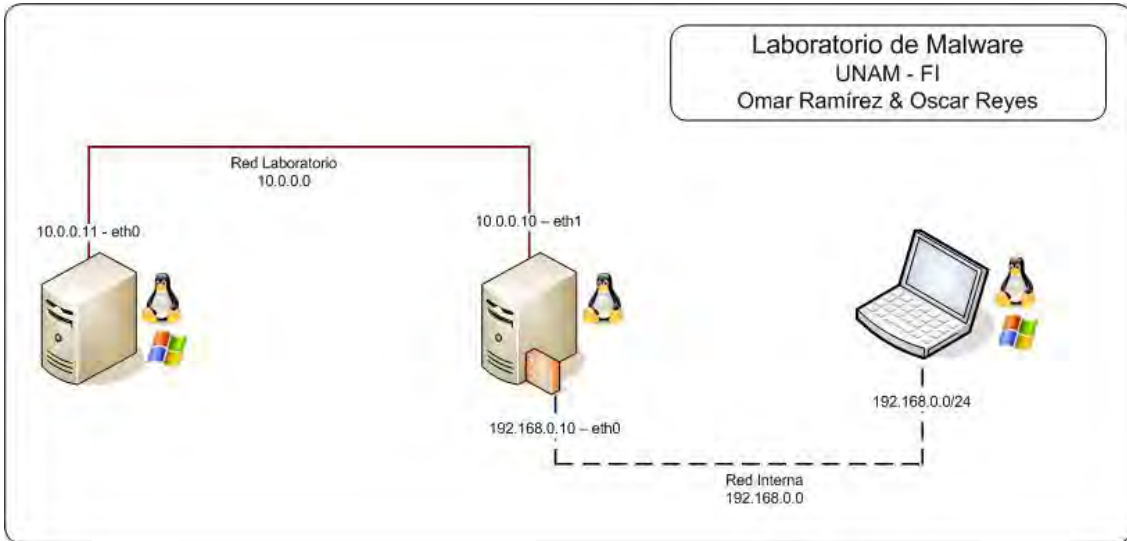 Laboratorio de Malware
UNAM - FI
Omar Ramírez & Oscar Reyes
Red Laboratorio
10.0.0.0
10.0.0.11 - eth0
10.0.0.10 – eth1
192.168.0.0/24
192.168.0.10 – eth0
Red Interna
192.168.0.0